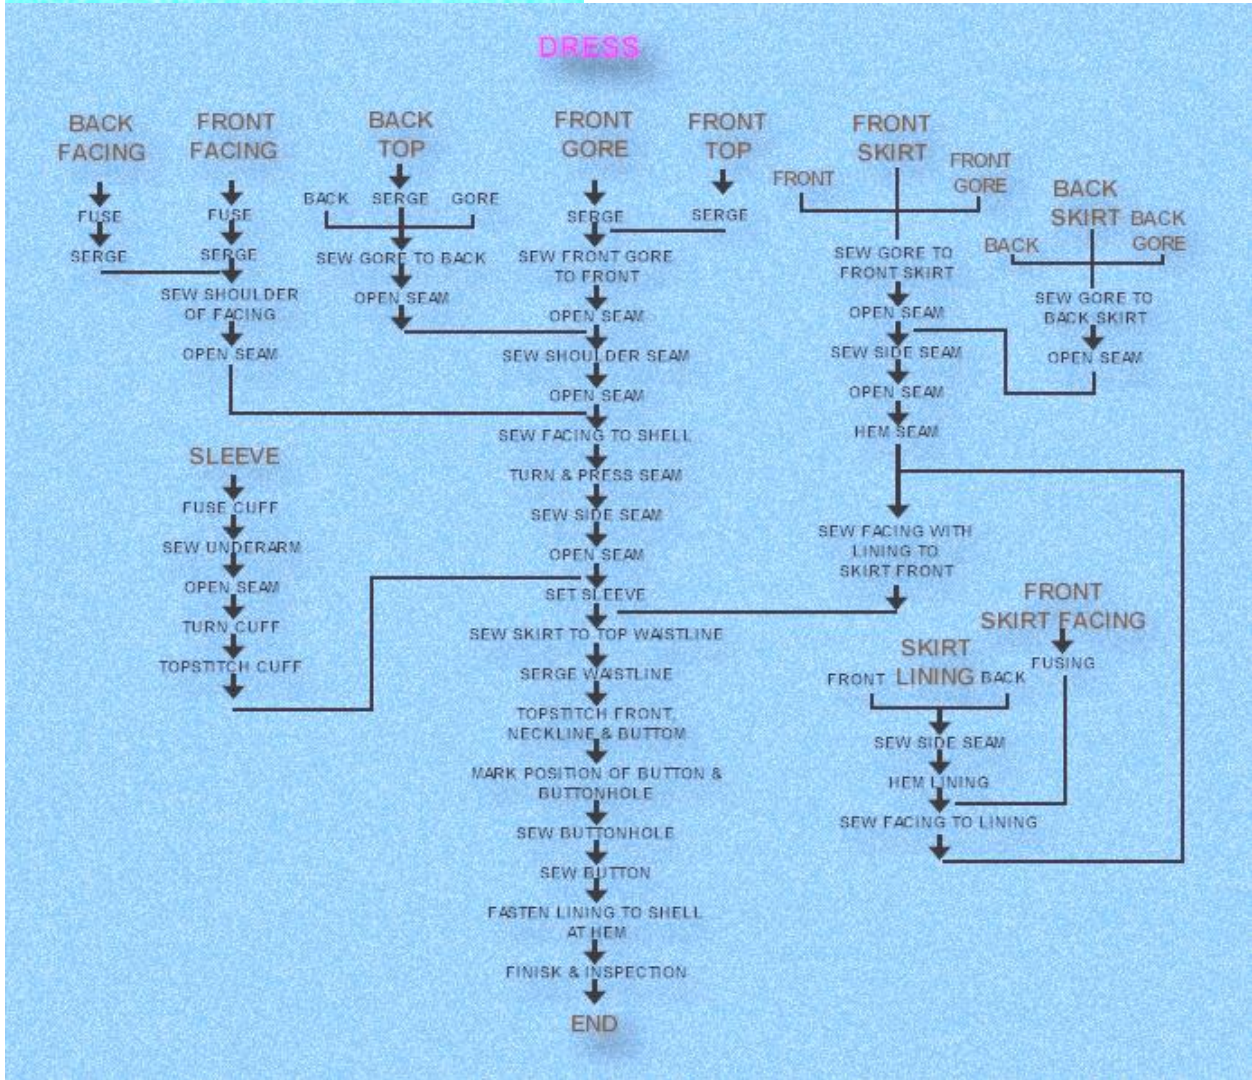 DRESS
BACK
FACING
FUSE
SERGE
FRONT
FACING
FUSE
SERGE
SEW SHOULDER
OF FACING
OPEN SEAM
BACK
TOP
BACK
SERGE
GORE
SEW GORE TO BACK
OPEN SEAM
FRONT
GORE
SERGE
FRONT
TOP
SERGE
SEW FRONT GORE
TO FRONT
OPEN SEAM
SEW SHOULDER SEAM
OPEN SEAM
SEW FACING TO SHELL
TURN & PRESS SEAM
SEW SIDE SEAM
OPEN SEAM
SET SLEEVE
SEW SKIRT TO TOP WAISTLINE
SERGE WAISTLINE
TOPSTITCH FRONT,
NECKLINE & BUTTOM
MARK POSITION OF BUTTON &
BUTTONHOLE
SEW BUTTONHOLE
SEW BUTTON
FASTEN LINING TO SHELL
AT HEM
FINISK & INSPECTION
END
SLEEVE
FUSE CUFF
SEW UNDERARM
OPEN SEAM
TURN CUFF
TOPSTITCH CUFF
FRONT
SKIRT
FRONT
FRONT
GORE
SEW GORE TO
FRONT SKIRT
OPEN SEAM
SEW SIDE SEAM
OPEN SEAM
HEM SEAM
SEW FACING WITH
LINING TO
SKIRT FRONT
BACK
SKIRT
BACK
BACK
GORE
SEW GORE TO
BACK SKIRT
OPEN SEAM
FRONT
SKIRT FACING
FUSING
SKIRT
LINING
FRONT
BACK
SEW SIDE SEAM
HEM LINING
SEW FACING TO LINING